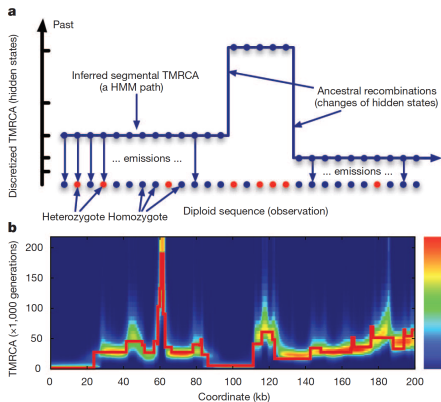 a
Past
Discretized TMRCA (hidden states)
Inferred segmental TMRCA
(a HMM path)
Ancestral recombinations
(changes of hidden states)
... emissions ...
... emissions ...
Heterozygote Homozygote
Diploid sequence (observation)
b
TMRCA (×1,000 generations)
200
150
100
50
0
0 20 40 60 80 100 120 140 160 180 200
Coordinate (kb)